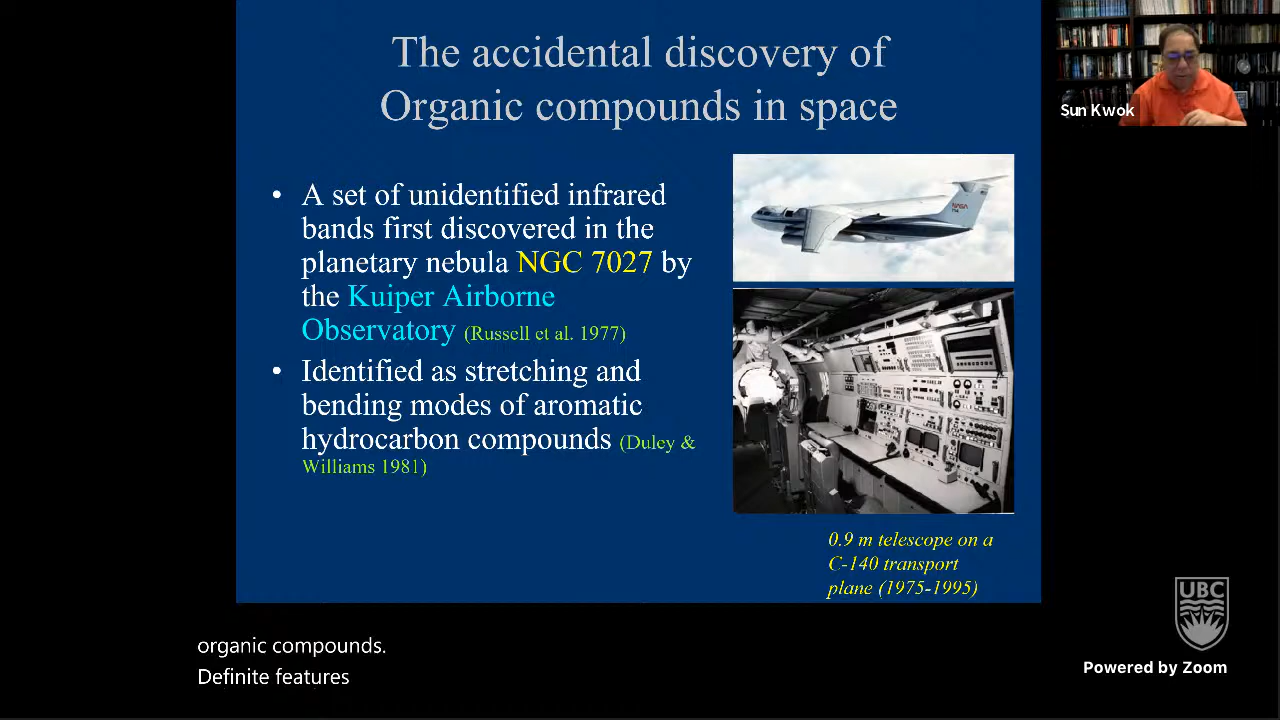 The accidental discovery of
Organic compounds in space
• A set of unidentified infrared
bands first discovered in the
planetary nebula NGC 7027 by
the Kuiper Airborne
Observatory (Russell et al. 1977)
• Identified as stretching and
bending modes of aromatic
hydrocarbon compounds (Duley &
Williams 1981)
NASA
0.9 m telescope on a
C-140 transport
plane (1975-1995)
Sun Kwok
organic compounds.
Definite features
UBC
Powered by Zoom